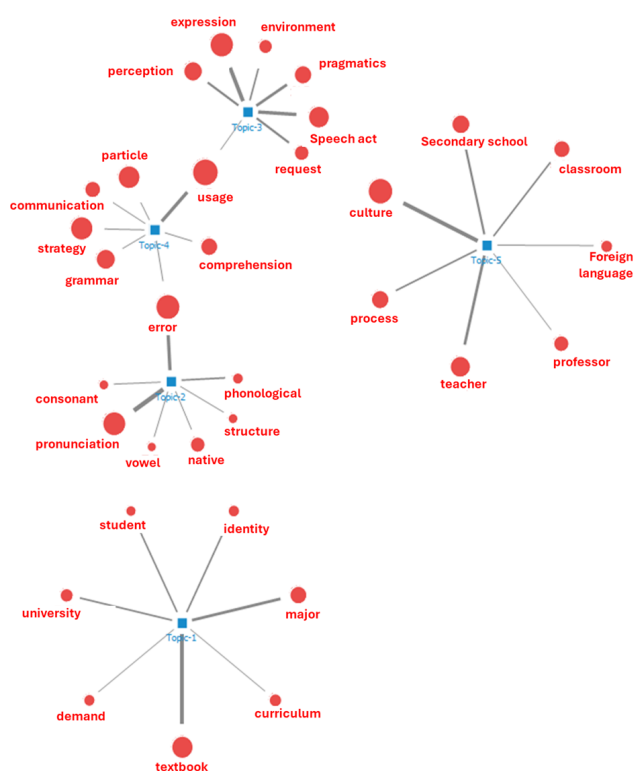 expression
environment
perception
pragmatics
Topic-3
Speech act
request
particle
usage
communication
strategy
Topic-4
comprehension
grammar
error
consonant
Topic-2
phonological
pronunciation
structure
vowel
native
Secondary school
classroom
culture
Topic-5
Foreign
language
process
professor
teacher
student
identity
university
major
Topic-1
demand
curriculum
textbook